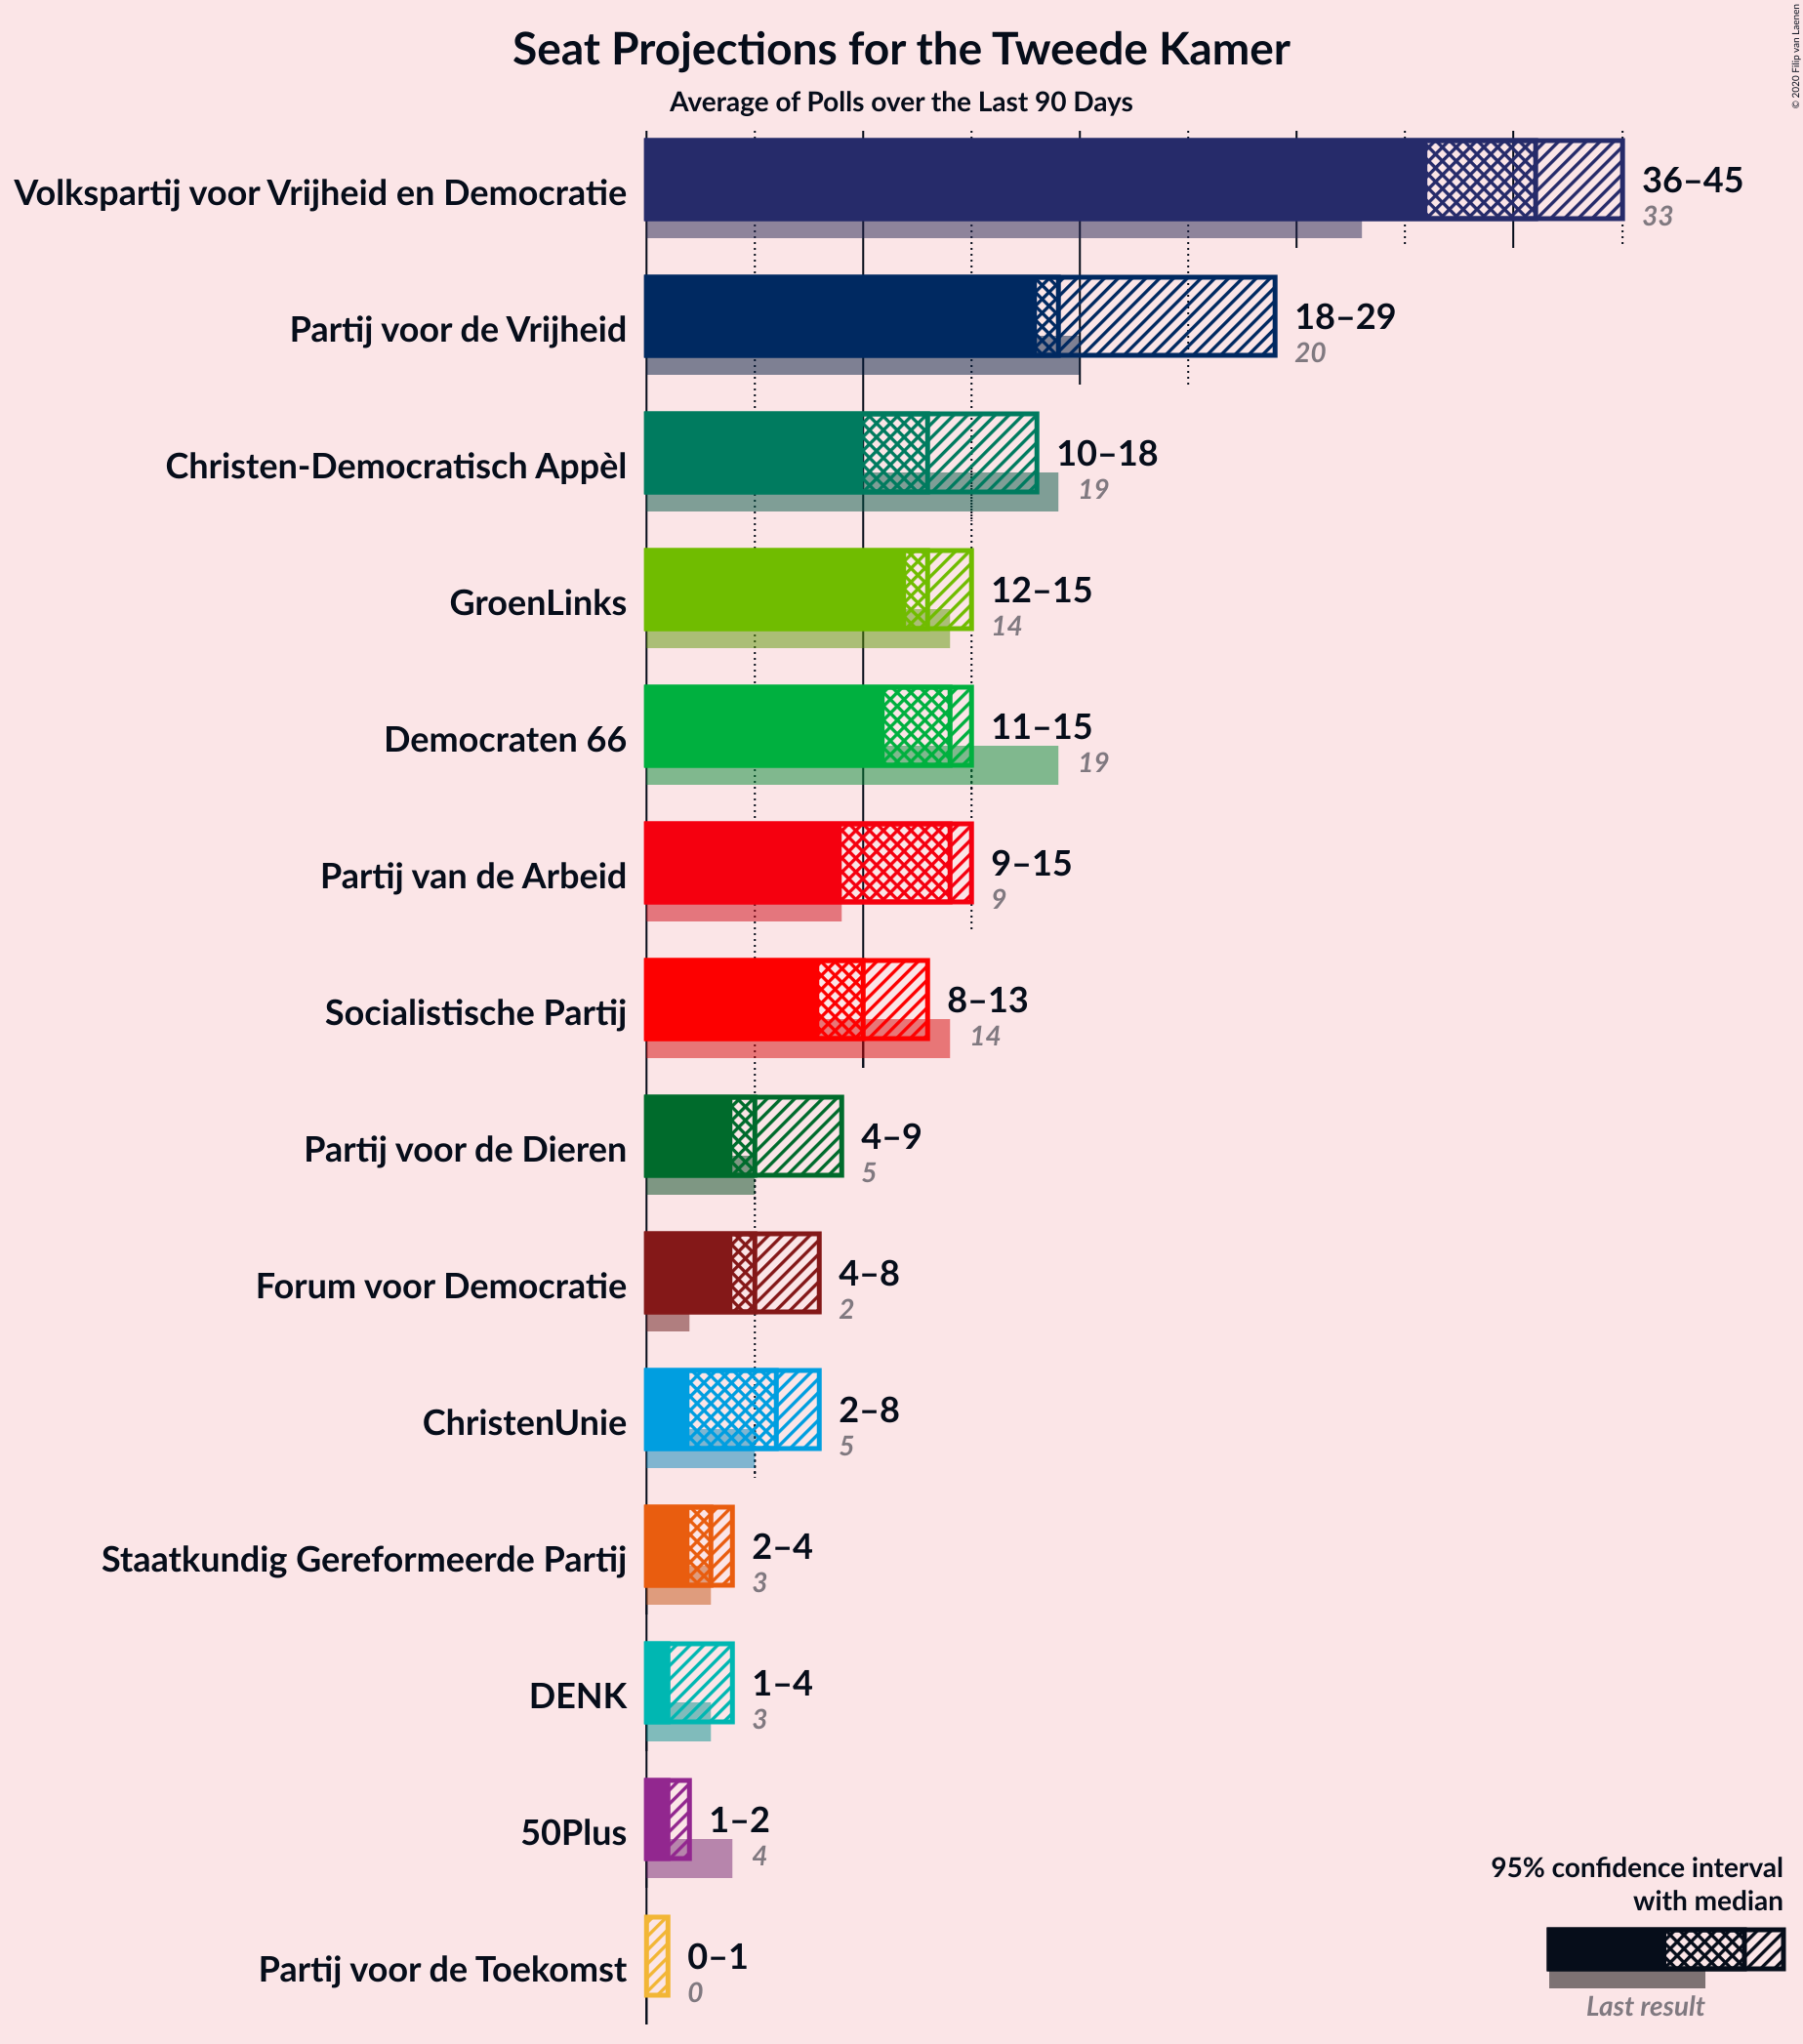 © 2020 Filip van Laenen
Seat Projections for the Tweede Kamer
Average of Polls over the Last 90 Days
Volkspartij voor Vrijheid en Democratie
36–45
33
Partij voor de Vrijheid
18–29
20
Christen-Democratisch Appèl
10–18
19
GroenLinks
12–15
14
Democraten 66
11–15
19
Partij van de Arbeid
9–15
9
Socialistische Partij
8–13
14
Partij voor de Dieren
4–9
5
Forum voor Democratie
4–8
2
ChristenUnie
2–8
5
Staatkundig Gereformeerde Partij
2–4
3
DENK
1–4
3
50Plus
1–2
4
Partij voor de Toekomst
0–1
0
95% confidence interval
with median
Last result